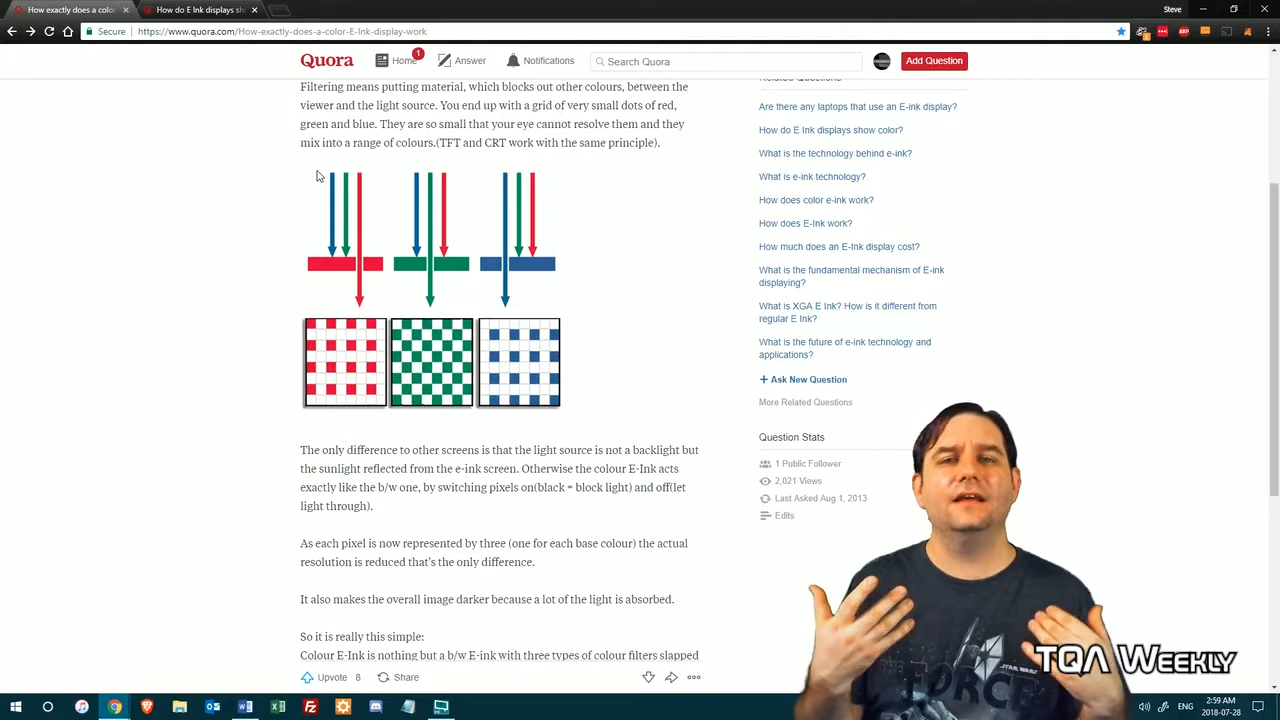 How exactly does a colo
How do E Ink displays sh
Secure
https://www.quora.com/How-exactly-does-a-color-E-Ink-display-work
Quora
Home
1
Answer
Notifications
Search Quora
Add Question
Filtering means putting material, which blocks out other colours, between the
viewer and the light source. You end up with a grid of very small dots of red,
green and blue. They are so small that your eye cannot resolve them and they
mix into a range of colours.(TFT and CRT work with the same principle).
The only difference to other screens is that the light source is not a backlight but
the sunlight reflected from the e-ink screen. Otherwise the colour E-Ink acts
exactly like the b/w one, by switching pixels on(black = block light) and off(let
light through).
As each pixel is now represented by three (one for each base colour) the actual
resolution is reduced that's the only difference.
It also makes the overall image darker because a lot of the light is absorbed.
So it is really this simple:
Colour E-Ink is nothing but a b/w E-ink with three types of colour filters slapped
Upvote 8
Share
Related Questions
Are there any laptops that use an E-ink display?
How do E Ink displays show color?
What is the technology behind e-ink?
What is e-ink technology?
How does color e-ink work?
How does E-Ink work?
How much does an E-Ink display cost?
What is the fundamental mechanism of E-ink
displaying?
What is XGA E Ink? How is it different from
regular E Ink?
What is the future of e-ink technology and
applications?
Ask New Question
More Related Questions
Question Stats
1 Public Follower
2,021 Views
Last Asked Aug 1, 2013
Edits
STAR WARS
FORCE
TQA Weekly
ENG
2:59 AM
2018-07-28